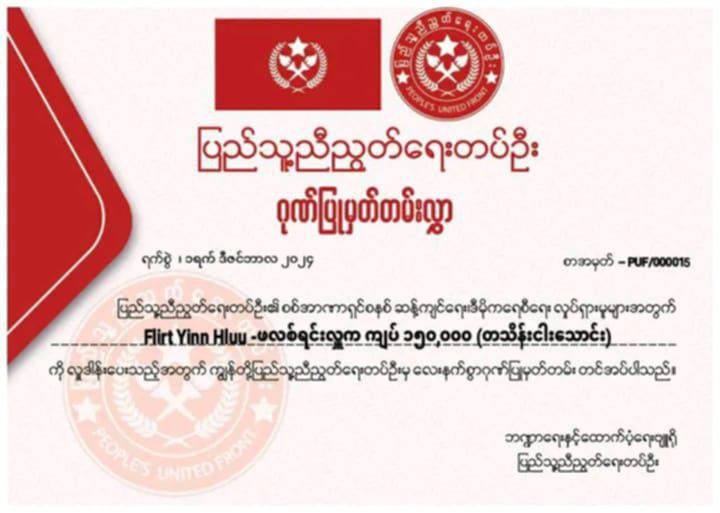 ပြည်သူ့ညီညွတ်ရေးတပ်ဦး
PEOPLE'S UNITED FRONT
ပြည်သူ့ညီညွတ်ရေးတပ်ဦး
ဂုဏ်ပြုမှတ်တမ်းလွှာ
ရက်စွဲ ၊ ၁ရက် ဒီဇင်ဘာလ ၂၀၂၄
စာအမှတ် – PUF/000015
ပြည်သူ့ညီညွတ်ရေးတပ်ဦး၏ စစ်အာဏာရှင်စနစ် ဆန့်ကျင်ရေး၊ဒီမိုကရေစီရေး လှုပ်ရှားမှုများအတွက်
Flirt Yinn Hluu -ဖလစ်ရင်းလှူက ကျပ် ၁၅၀,၀၀၀ (တသိန်းငါးသောင်း)
ကို လှူဒါန်းပေးသည့်အတွက် ကျွန်တို့ပြည်သူ့ညီညွတ်ရေးတပ်ဦးမှ လေးနက်စွာဂုဏ်ပြုမှတ်တမ်း တင်အပ်ပါသည်။
ဘဏ္ဍာရေးနှင့်ထောက်ပံ့ရေးဗျူရို
ပြည်သူ့ညီညွတ်ရေးတပ်ဦး
PEOPLE'S UNITED FRONT